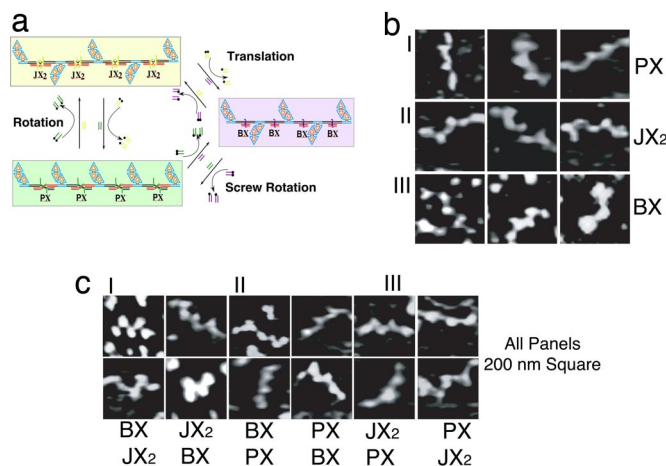 a
JX₂ JX₂ JX₂ JX₂
Translation
Rotation
BX BX BX BX
PX PX PX PX
Screw Rotation
b
I
PX
II
JX₂
III
BX
c
I II III
All Panels
200 nm Square
BX JX₂ BX PX JX₂ PX
JX₂ BX PX BX PX JX₂